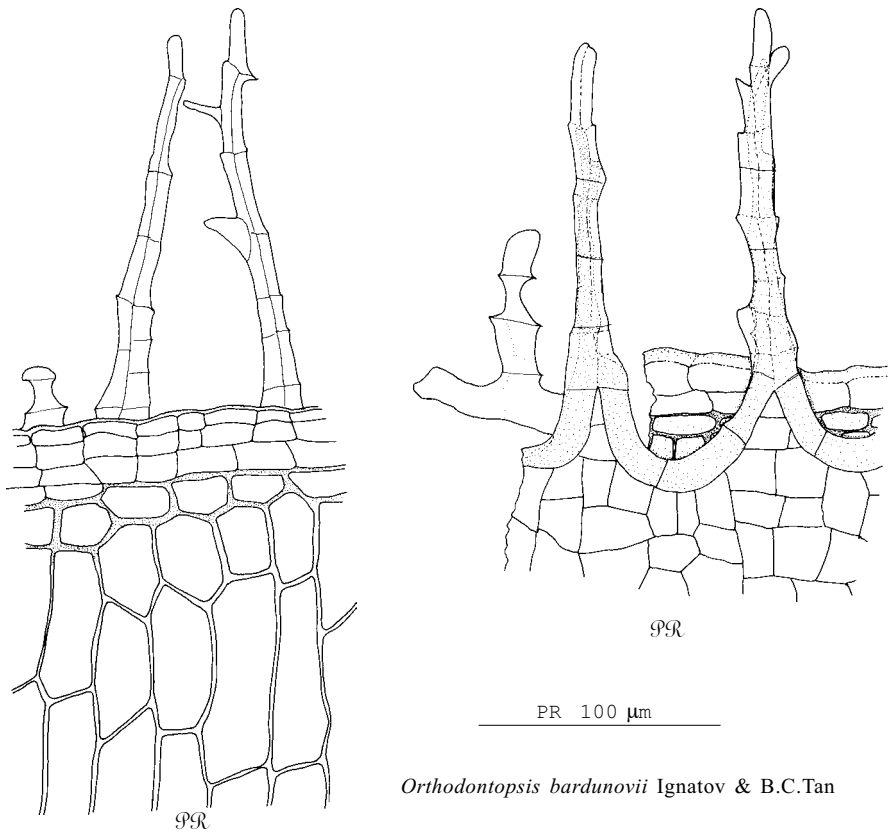 𝒫ℛ
PR 100 µm
Orthodontopsis bardunovii Ignatov & B.C.Tan
𝒫ℛ